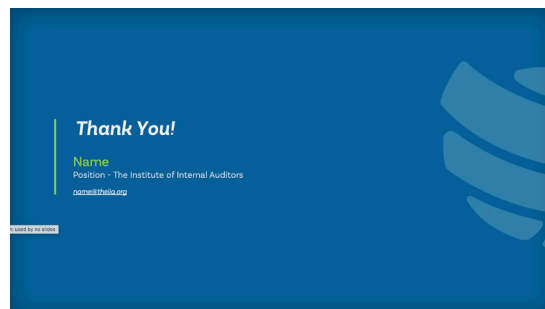 Thank You!
Name
Position - The Institute of Internal Auditors
name@theiia.org
used by no slides